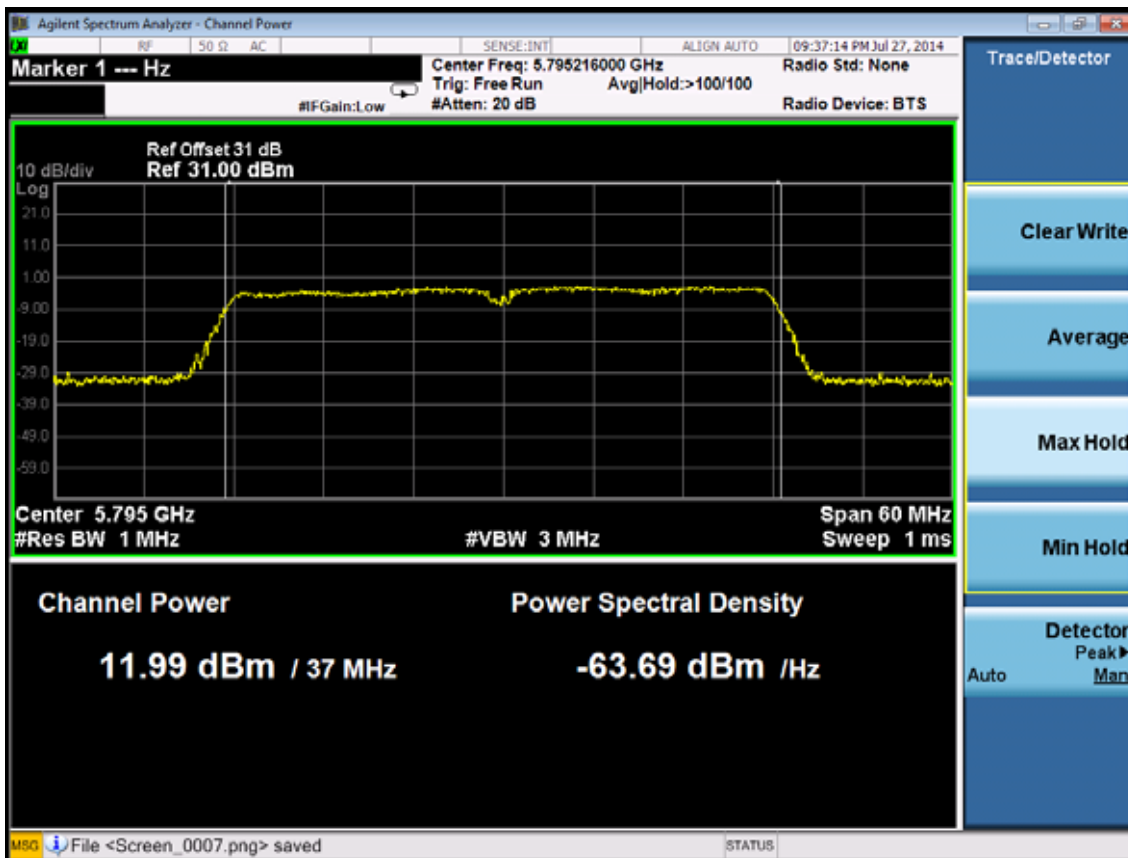 Agilent Spectrum Analyzer - Channel Power
LXI RF 50 Ω AC SENSE:INT ALIGN AUTO 09:37:14 PM Jul 27, 2014
Marker 1 --- Hz
Center Freq: 5.795216000 GHz Radio Std: None
Trig: Free Run Avg|Hold:>100/100
#IFGain:Low #Atten: 20 dB Radio Device: BTS
Ref Offset 31 dB
10 dB/div Ref 31.00 dBm
Log
21.0
11.0
1.00
-9.00
-19.0
-29.0
-39.0
-49.0
-59.0
Center 5.795 GHz Span 60 MHz
#Res BW 1 MHz #VBW 3 MHz Sweep 1 ms
Channel Power Power Spectral Density
11.99 dBm / 37 MHz -63.69 dBm /Hz
Trace/Detector
Clear Write
Average
Max Hold
Min Hold
Detector
Peak▶
Auto Man
MSG File <Screen_0007.png> saved STATUS